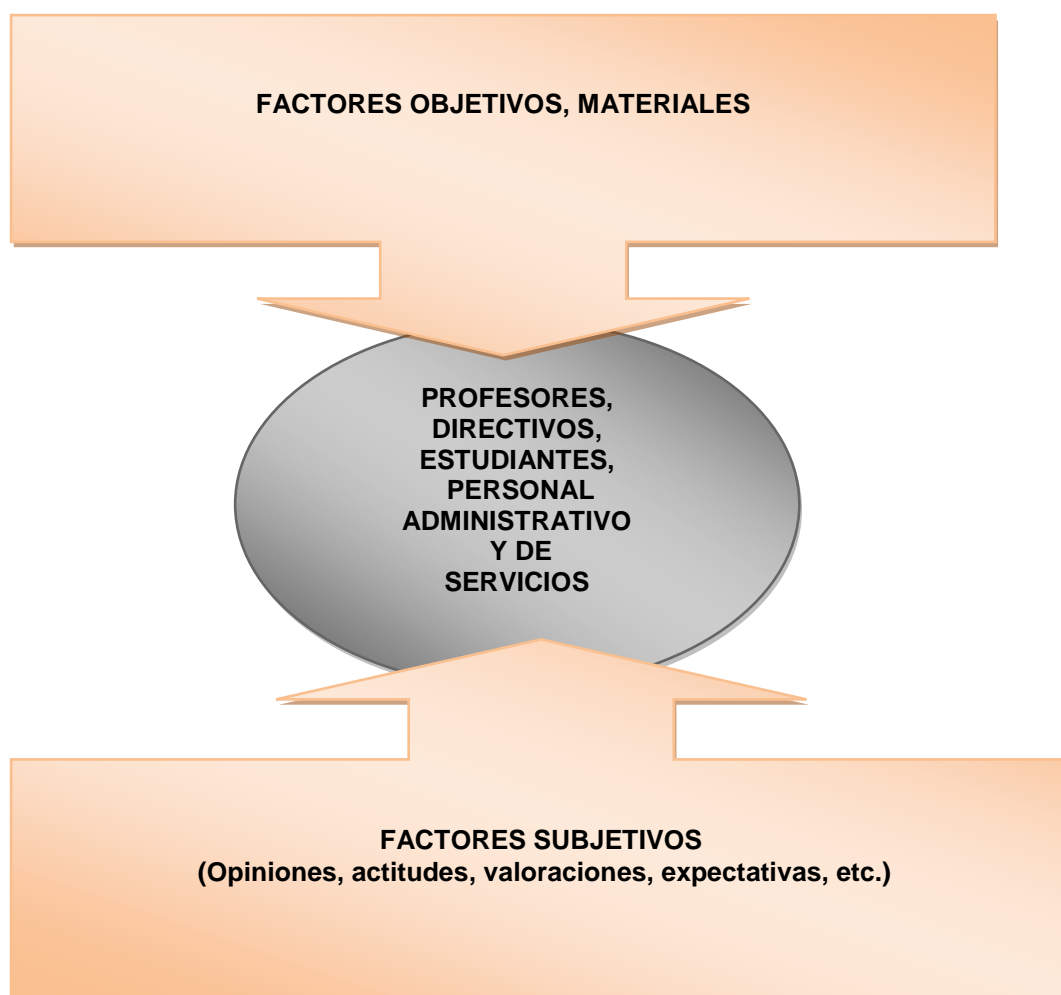 FACTORES OBJETIVOS, MATERIALES
PROFESORES,
DIRECTIVOS,
ESTUDIANTES,
PERSONAL
ADMINISTRATIVO
Y DE
SERVICIOS
FACTORES SUBJETIVOS
(Opiniones, actitudes, valoraciones, expectativas, etc.)